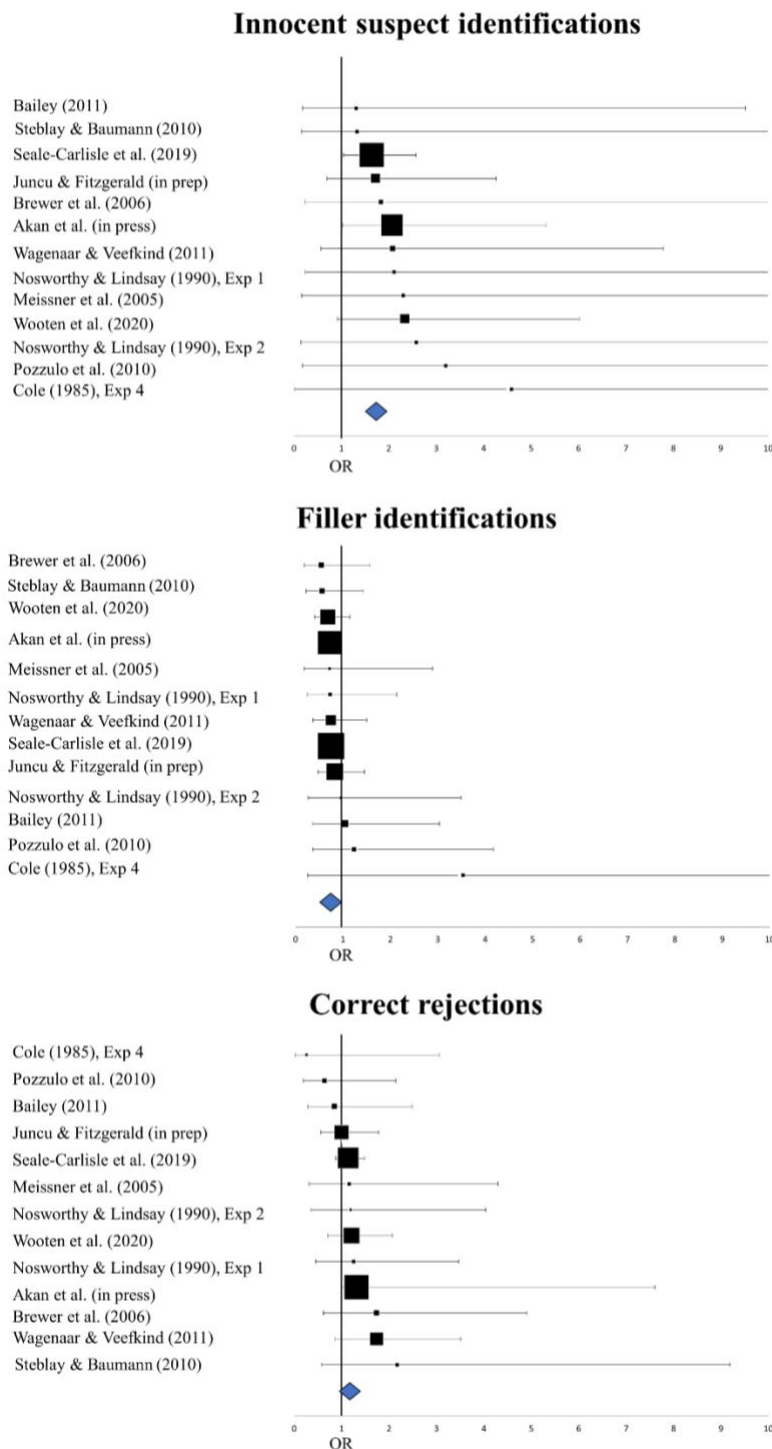 Innocent suspect identifications
Bailey (2011)
Steblay & Baumann (2010)
Seale-Carlisle et al. (2019)
Juncu & Fitzgerald (in prep)
Brewer et al. (2006)
Akan et al. (in press)
Wagenaar & Veefkind (2011)
Nosworthy & Lindsay (1990), Exp 1
Meissner et al. (2005)
Wooten et al. (2020)
Nosworthy & Lindsay (1990), Exp 2
Pozzulo et al. (2010)
Cole (1985), Exp 4
0 1 2 3 4 5 6 7 8 9 10
OR
Filler identifications
Brewer et al. (2006)
Steblay & Baumann (2010)
Wooten et al. (2020)
Akan et al. (in press)
Meissner et al. (2005)
Nosworthy & Lindsay (1990), Exp 1
Wagenaar & Veefkind (2011)
Seale-Carlisle et al. (2019)
Juncu & Fitzgerald (in prep)
Nosworthy & Lindsay (1990), Exp 2
Bailey (2011)
Pozzulo et al. (2010)
Cole (1985), Exp 4
0 1 2 3 4 5 6 7 8 9 10
OR
Correct rejections
Cole (1985), Exp 4
Pozzulo et al. (2010)
Bailey (2011)
Juncu & Fitzgerald (in prep)
Seale-Carlisle et al. (2019)
Meissner et al. (2005)
Nosworthy & Lindsay (1990), Exp 2
Wooten et al. (2020)
Nosworthy & Lindsay (1990), Exp 1
Akan et al. (in press)
Brewer et al. (2006)
Wagenaar & Veefkind (2011)
Steblay & Baumann (2010)
0 1 2 3 4 5 6 7 8 9 10
OR